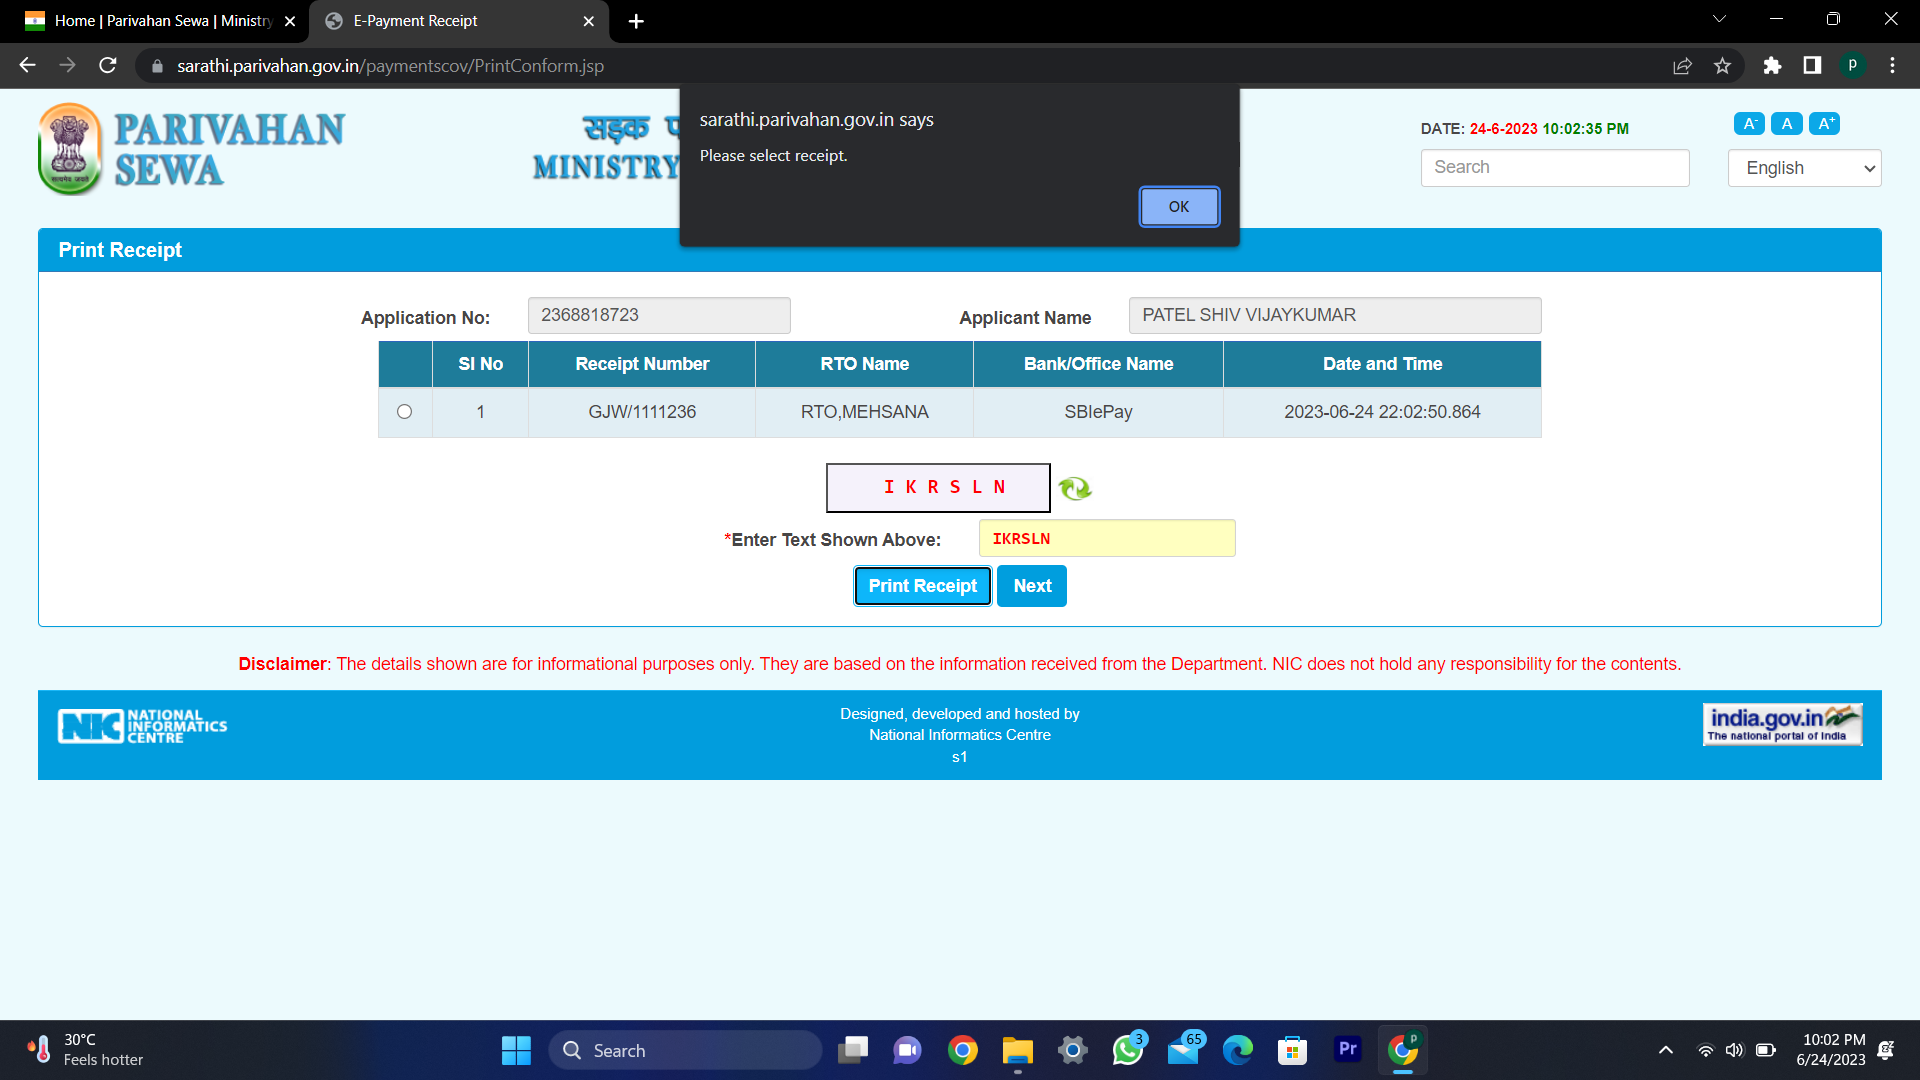 Home | Parivahan Sewa | Ministry
E-Payment Receipt
sarathi.parivahan.gov.in/paymentscov/PrintConform.jsp
p
PARIVAHAN
SEWA
सत्यमेव जयते
सड़क
MINISTRY
sarathi.parivahan.gov.in says
Please select receipt.
OK
DATE: 24-6-2023 10:02:35 PM
A- A A+
Search
English
Print Receipt
Application No: 2368818723 Applicant Name PATEL SHIV VIJAYKUMAR
Sl No Receipt Number RTO Name Bank/Office Name Date and Time
1 GJW/1111236 RTO,MEHSANA SBIePay 2023-06-24 22:02:50.864
I K R S L N
*Enter Text Shown Above: IKRSLN
Print Receipt Next
Disclaimer: The details shown are for informational purposes only. They are based on the information received from the Department. NIC does not hold any responsibility for the contents.
NIC NATIONAL
INFORMATICS
CENTRE
Designed, developed and hosted by
National Informatics Centre
s1
india.gov.in
The national portal of India
30°C
Feels hotter
Search
3
65
Pr
p
10:02 PM
6/24/2023